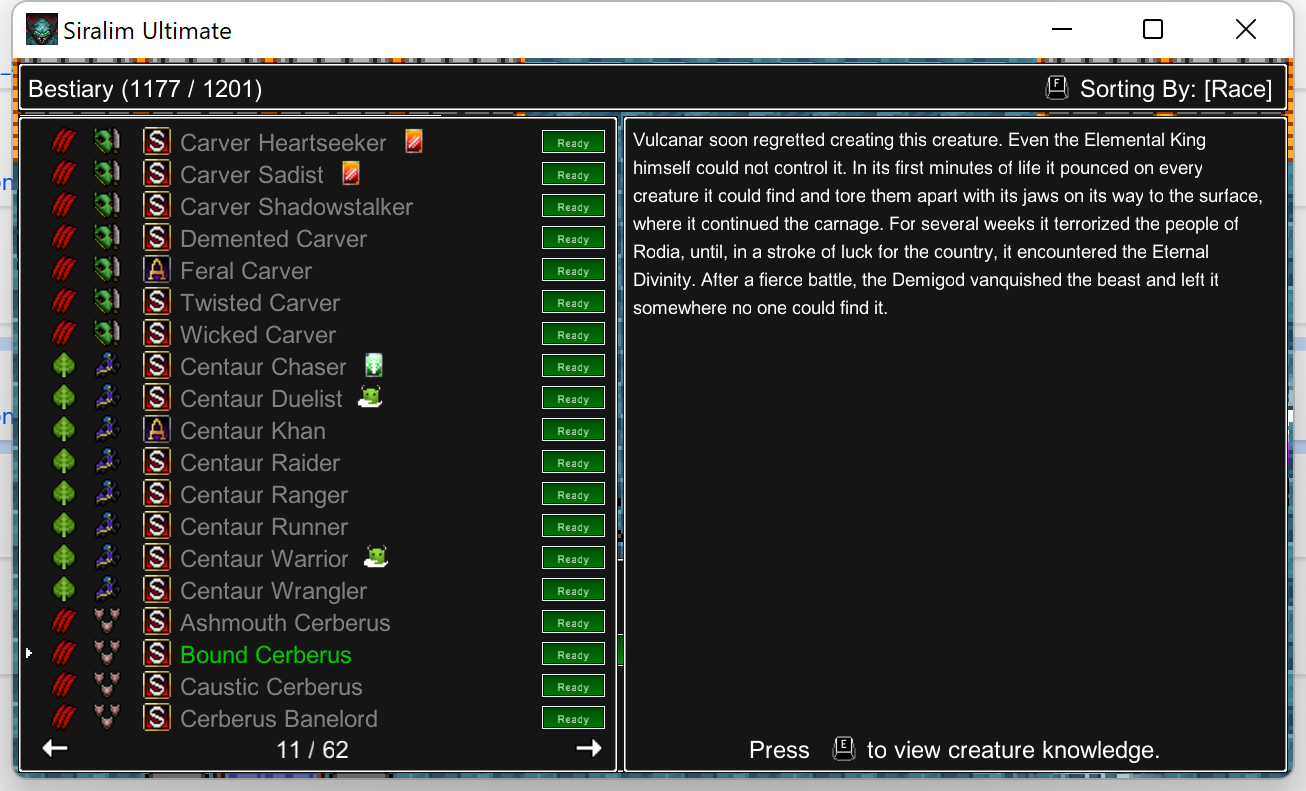 Siralim Ultimate
Bestiary (1177 / 1201)
F Sorting By: [Race]
S Carver Heartseeker Ready
S Carver Sadist Ready
S Carver Shadowstalker Ready
S Demented Carver Ready
A Feral Carver Ready
S Twisted Carver Ready
S Wicked Carver Ready
S Centaur Chaser Ready
S Centaur Duelist Ready
A Centaur Khan Ready
S Centaur Raider Ready
S Centaur Ranger Ready
S Centaur Runner Ready
S Centaur Warrior Ready
S Centaur Wrangler Ready
S Ashmouth Cerberus Ready
S Bound Cerberus Ready
S Caustic Cerberus Ready
S Cerberus Banelord Ready
11 / 62
Vulcanar soon regretted creating this creature. Even the Elemental King
himself could not control it. In its first minutes of life it pounced on every
creature it could find and tore them apart with its jaws on its way to the surface,
where it continued the carnage. For several weeks it terrorized the people of
Rodia, until, in a stroke of luck for the country, it encountered the Eternal
Divinity. After a fierce battle, the Demigod vanquished the beast and left it
somewhere no one could find it.
Press E to view creature knowledge.